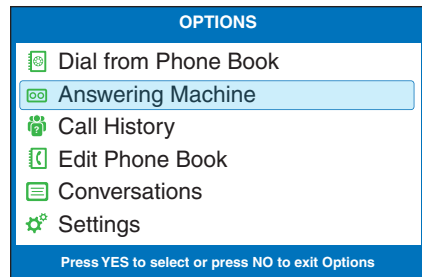 OPTIONS
Dial from Phone Book
Answering Machine
Call History
Edit Phone Book
Conversations
Settings
Press YES to select or press NO to exit Options